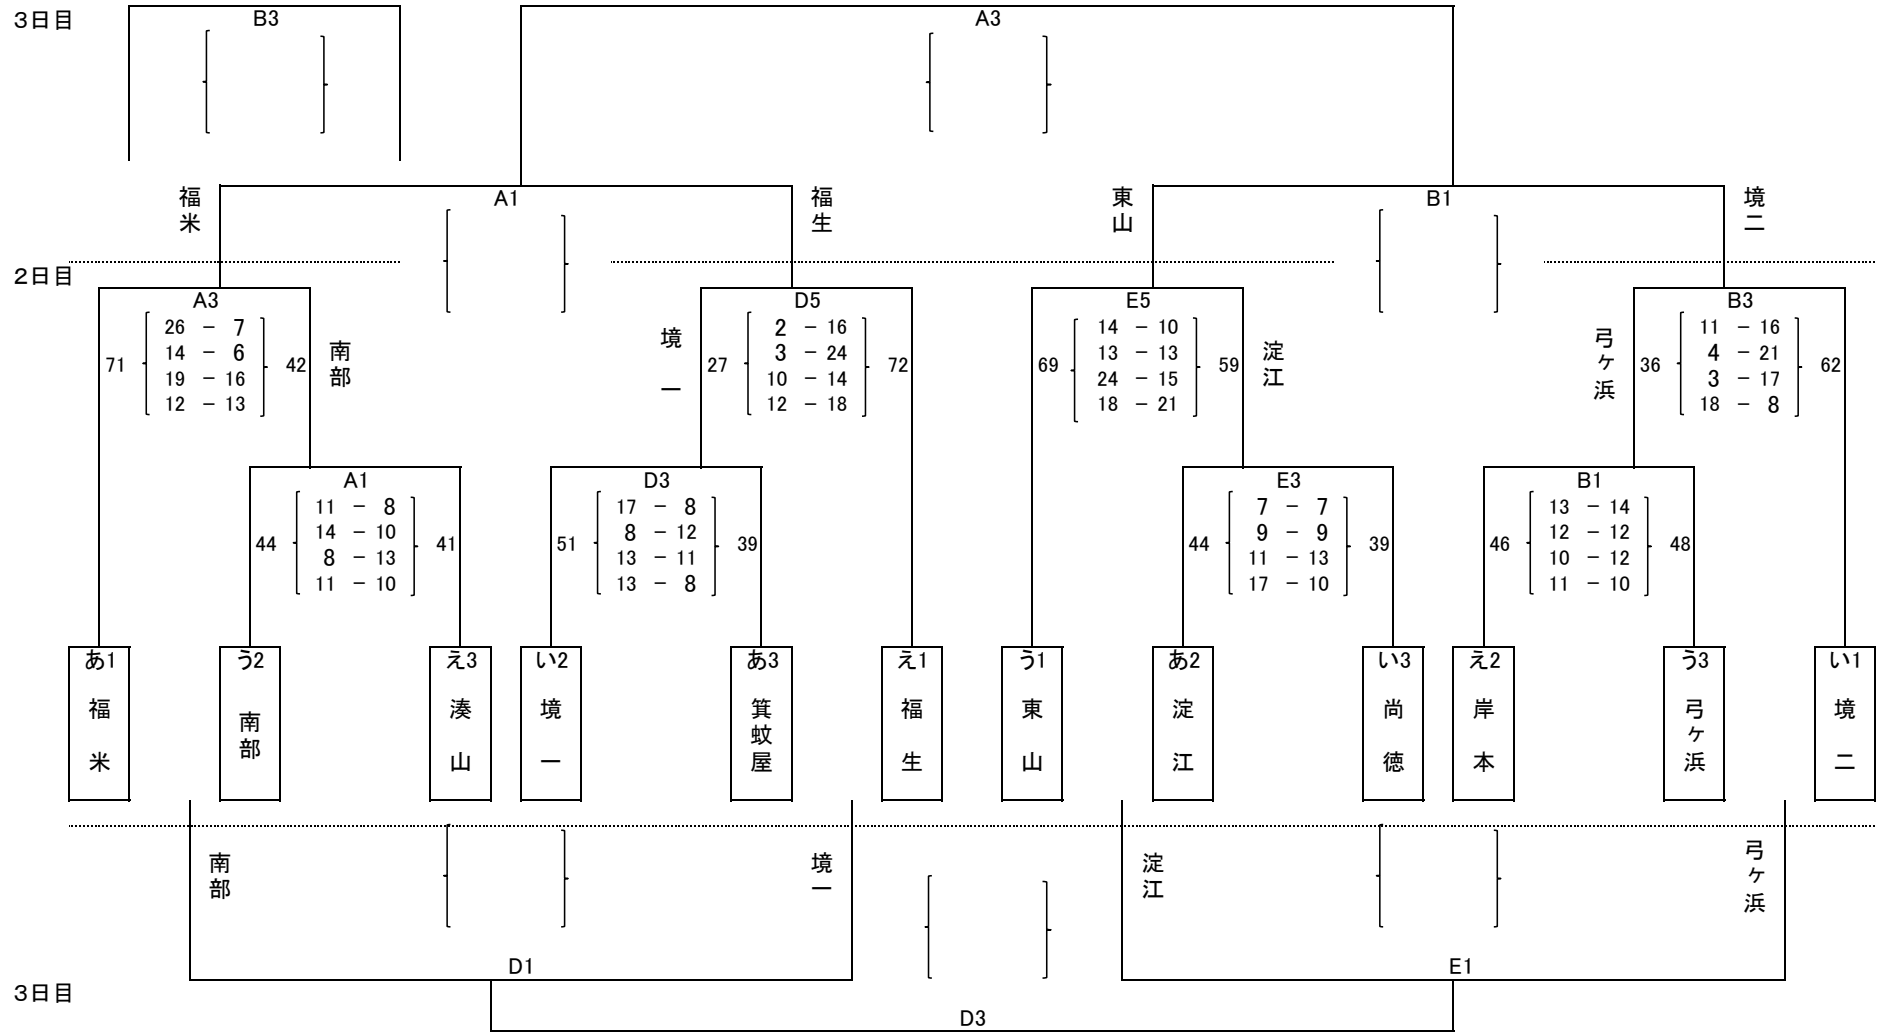 3日目
B3
A3
福米
A1
福生
東山
B1
境二
2日目
A3
26 － 7
71 14 － 6 42
19 － 16
12 － 13
南部
境一
D5
2 － 16
27 3 － 24 72
10 － 14
12 － 18
E5
14 － 10
69 13 － 13 59
24 － 15
18 － 21
淀江
弓ヶ浜
B3
11 － 16
36 4 － 21 62
3 － 17
18 － 8
A1
11 － 8
44 14 － 10 41
8 － 13
11 － 10
D3
17 － 8
51 8 － 12 39
13 － 11
13 － 8
E3
7 － 7
44 9 － 9 39
11 － 13
17 － 10
B1
13 － 14
46 12 － 12 48
10 － 12
11 － 10
あ1 う2 え3 い2 あ3 え1 う1 あ2 い3 え2 う3 い1
福米
南部
湊山
境一
箕蚊屋
福生
東山
淀江
尚徳
岸本
弓ヶ浜
境二
南部
境一
淀江
弓ヶ浜
D1
E1
3日目
D3